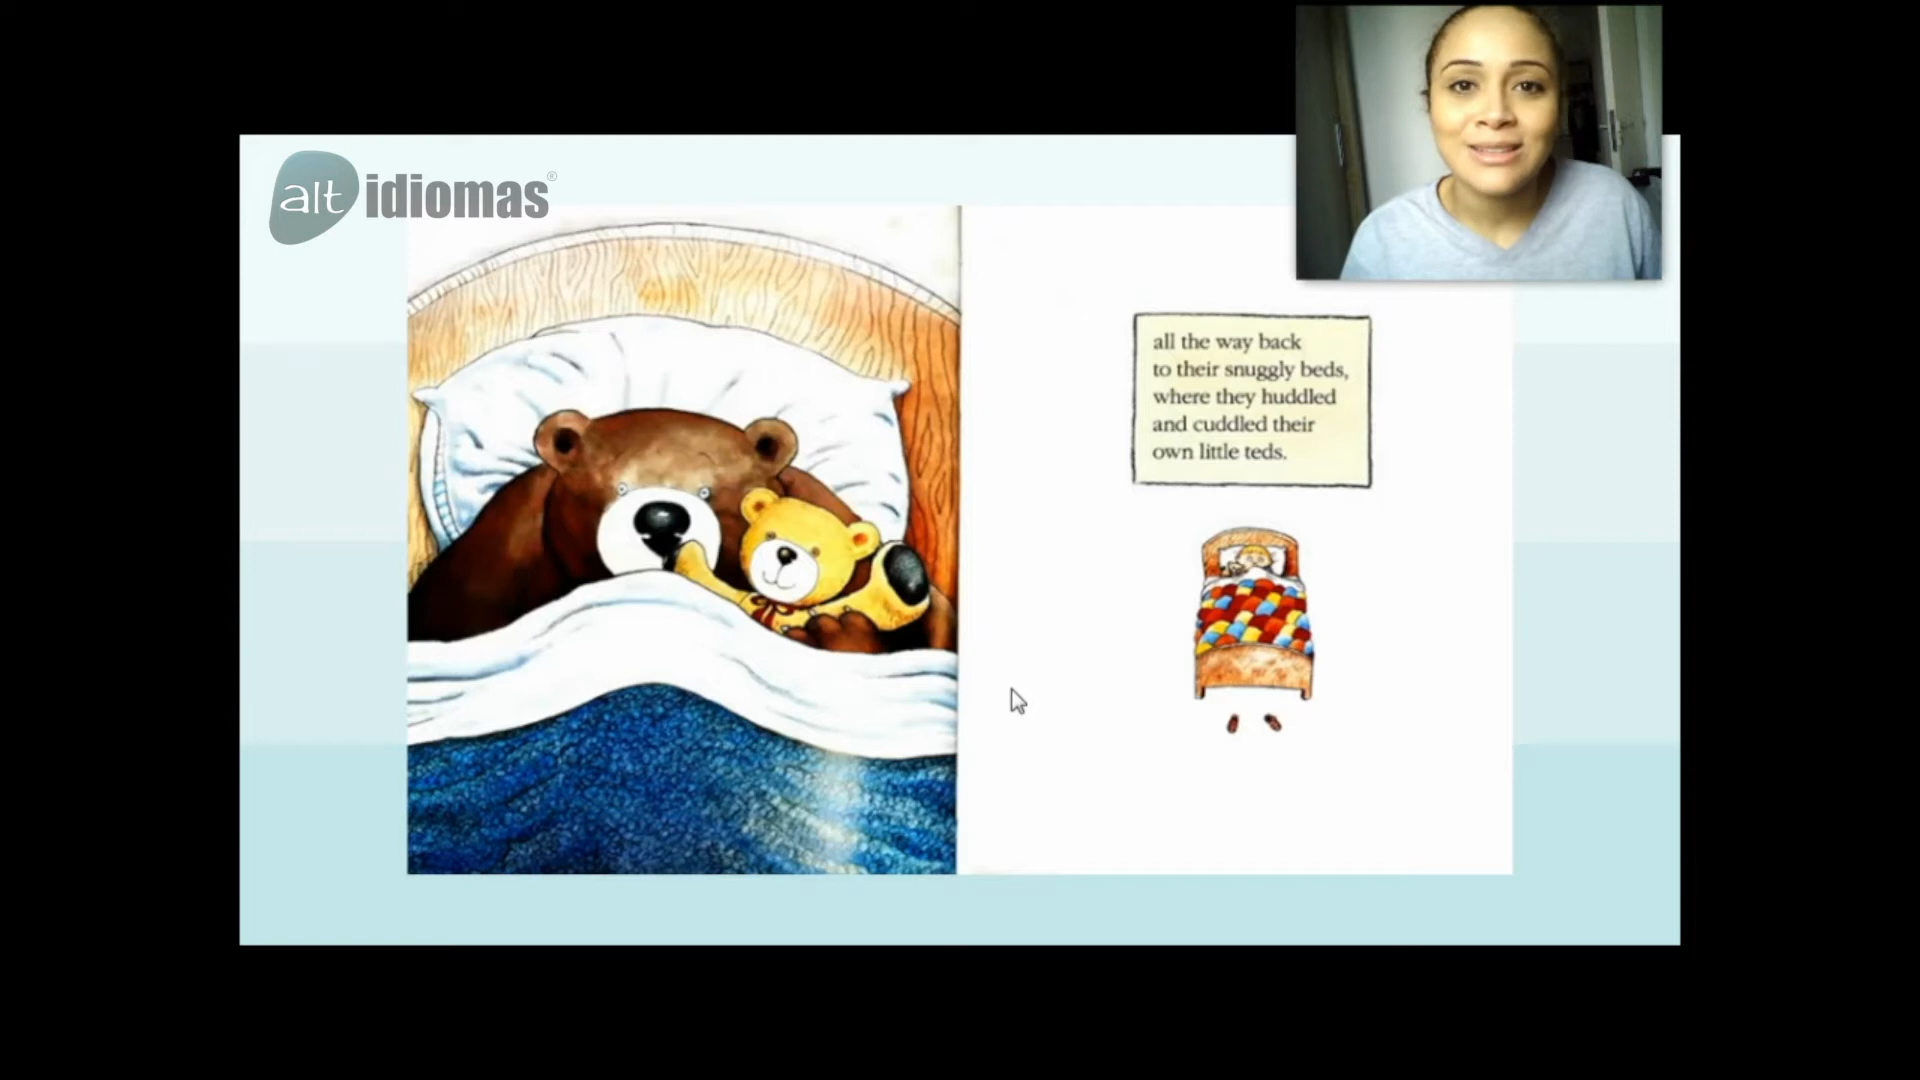 alt idiomas®
all the way back
to their snuggly beds,
where they huddled
and cuddled their
own little teds.